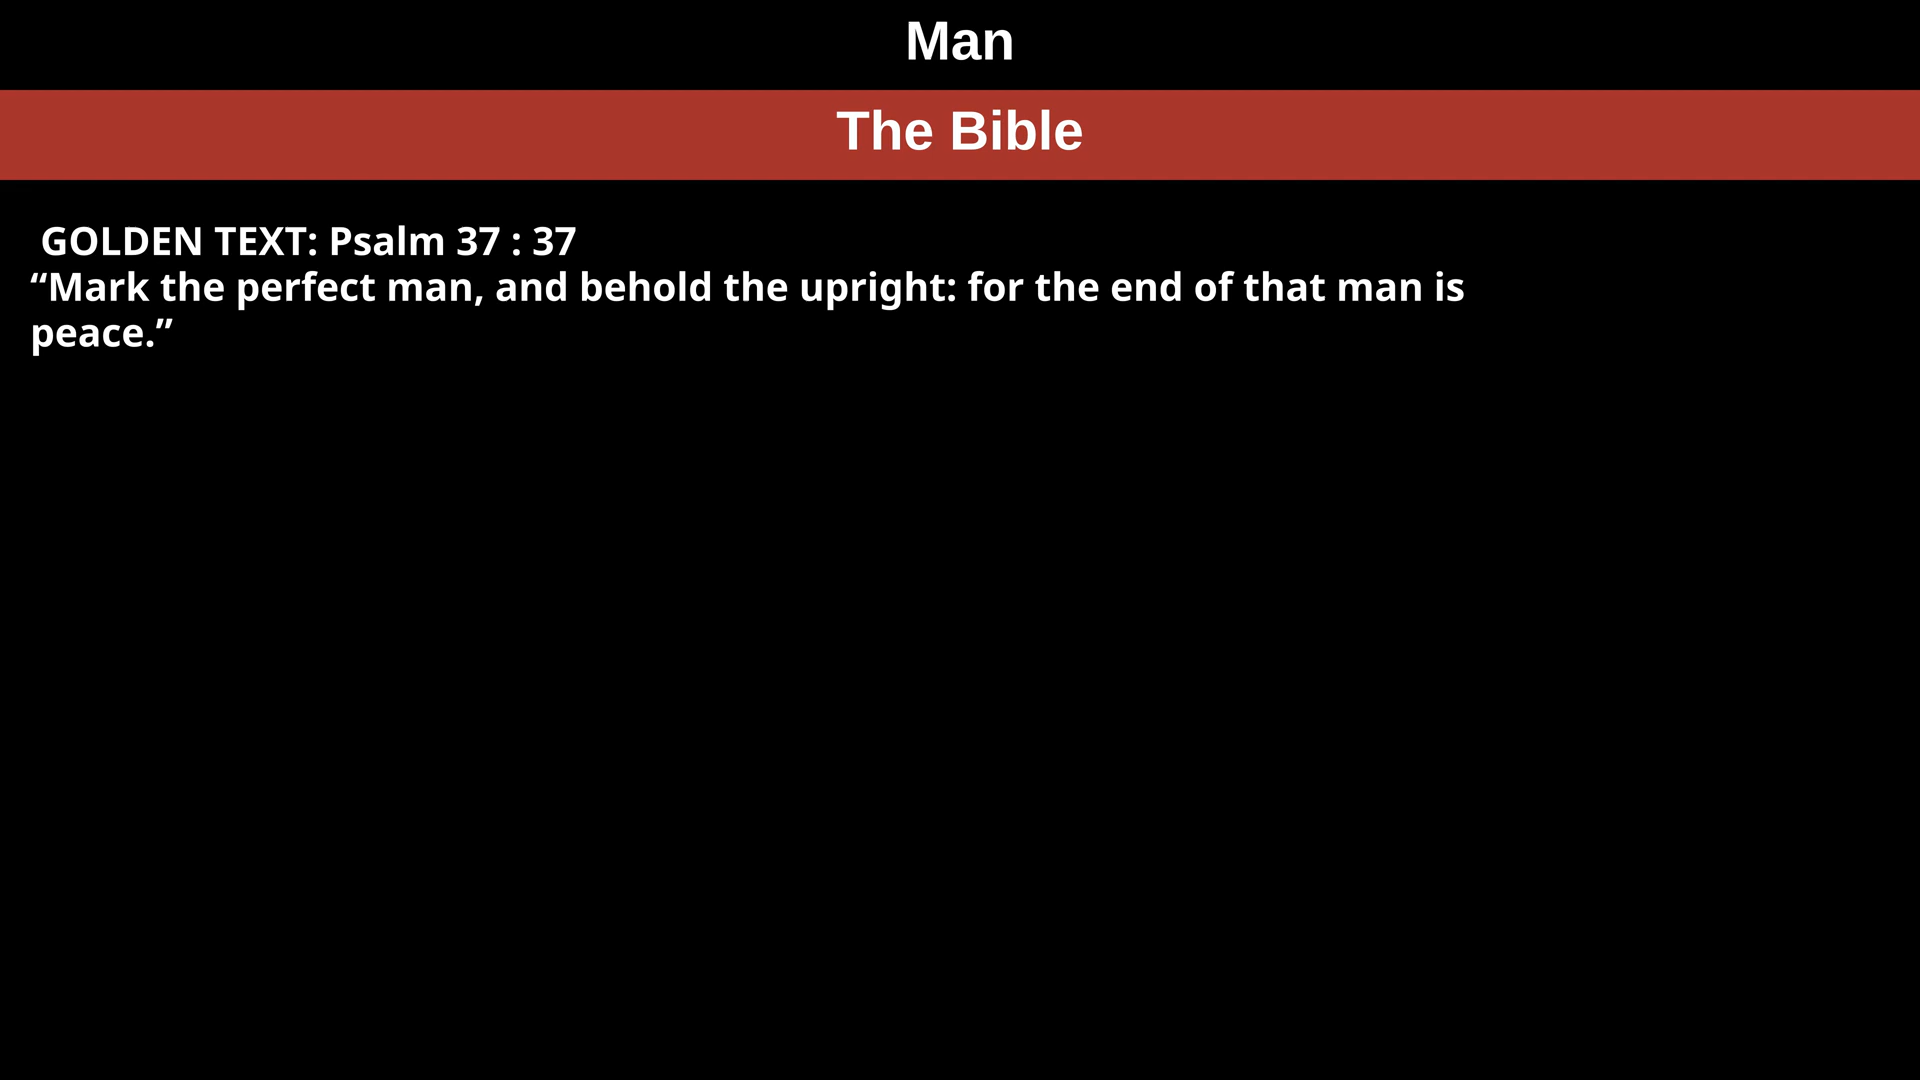 Man
The Bible
GOLDEN TEXT: Psalm 37 : 37
“Mark the perfect man, and behold the upright: for the end of that man is
peace.”